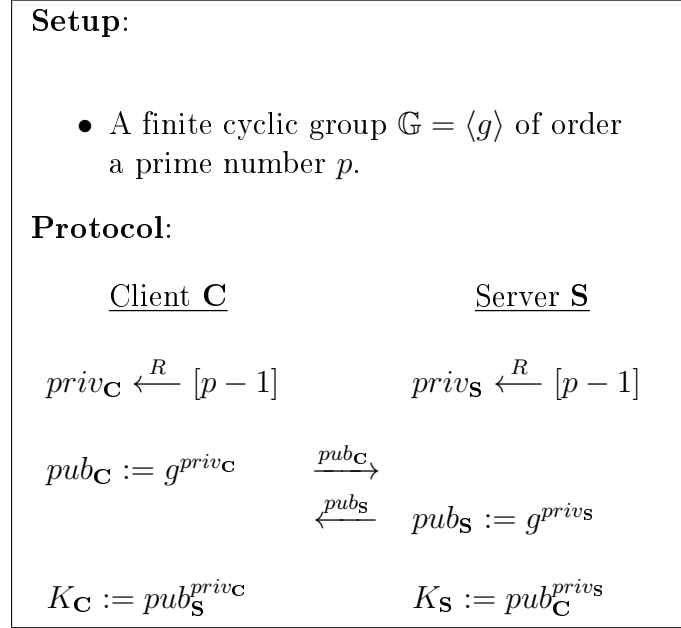 Setup:
• A finite cyclic group 𝔾 = ⟨g⟩ of order
a prime number p.
Protocol:
Client C Server S
priv_C ←^R [p − 1] priv_S ←^R [p − 1]
pub_C := g^{priv_C} →^{pub_C}
←^{pub_S} pub_S := g^{priv_S}
K_C := pub_S^{priv_C} K_S := pub_C^{priv_S}